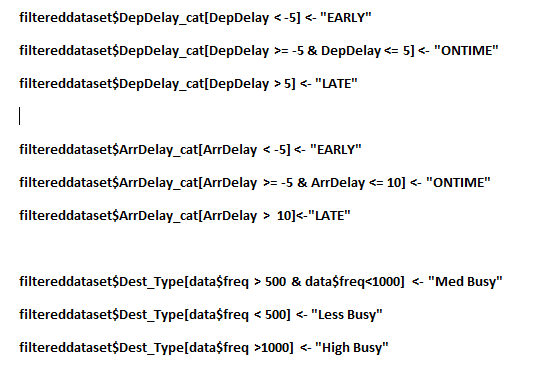 filtereddataset$DepDelay_cat[DepDelay < -5] <- "EARLY"
filtereddataset$DepDelay_cat[DepDelay >= -5 & DepDelay <= 5] <- "ONTIME"
filtereddataset$DepDelay_cat[DepDelay > 5] <- "LATE"
filtereddataset$ArrDelay_cat[ArrDelay < -5] <- "EARLY"
filtereddataset$ArrDelay_cat[ArrDelay >= -5 & ArrDelay <= 10] <- "ONTIME"
filtereddataset$ArrDelay_cat[ArrDelay > 10]<-"LATE"
filtereddataset$Dest_Type[data$freq > 500 & data$freq<1000] <- "Med Busy"
filtereddataset$Dest_Type[data$freq < 500] <- "Less Busy"
filtereddataset$Dest_Type[data$freq >1000] <- "High Busy"